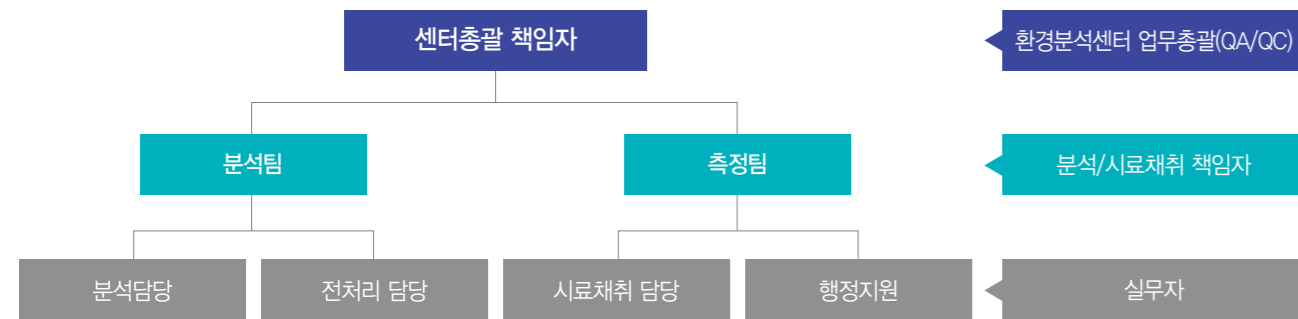 센터총괄 책임자
환경분석센터 업무총괄(QA/QC)
분석팀
측정팀
분석/시료채취 책임자
분석담당
전처리 담당
시료채취 담당
행정지원
실무자